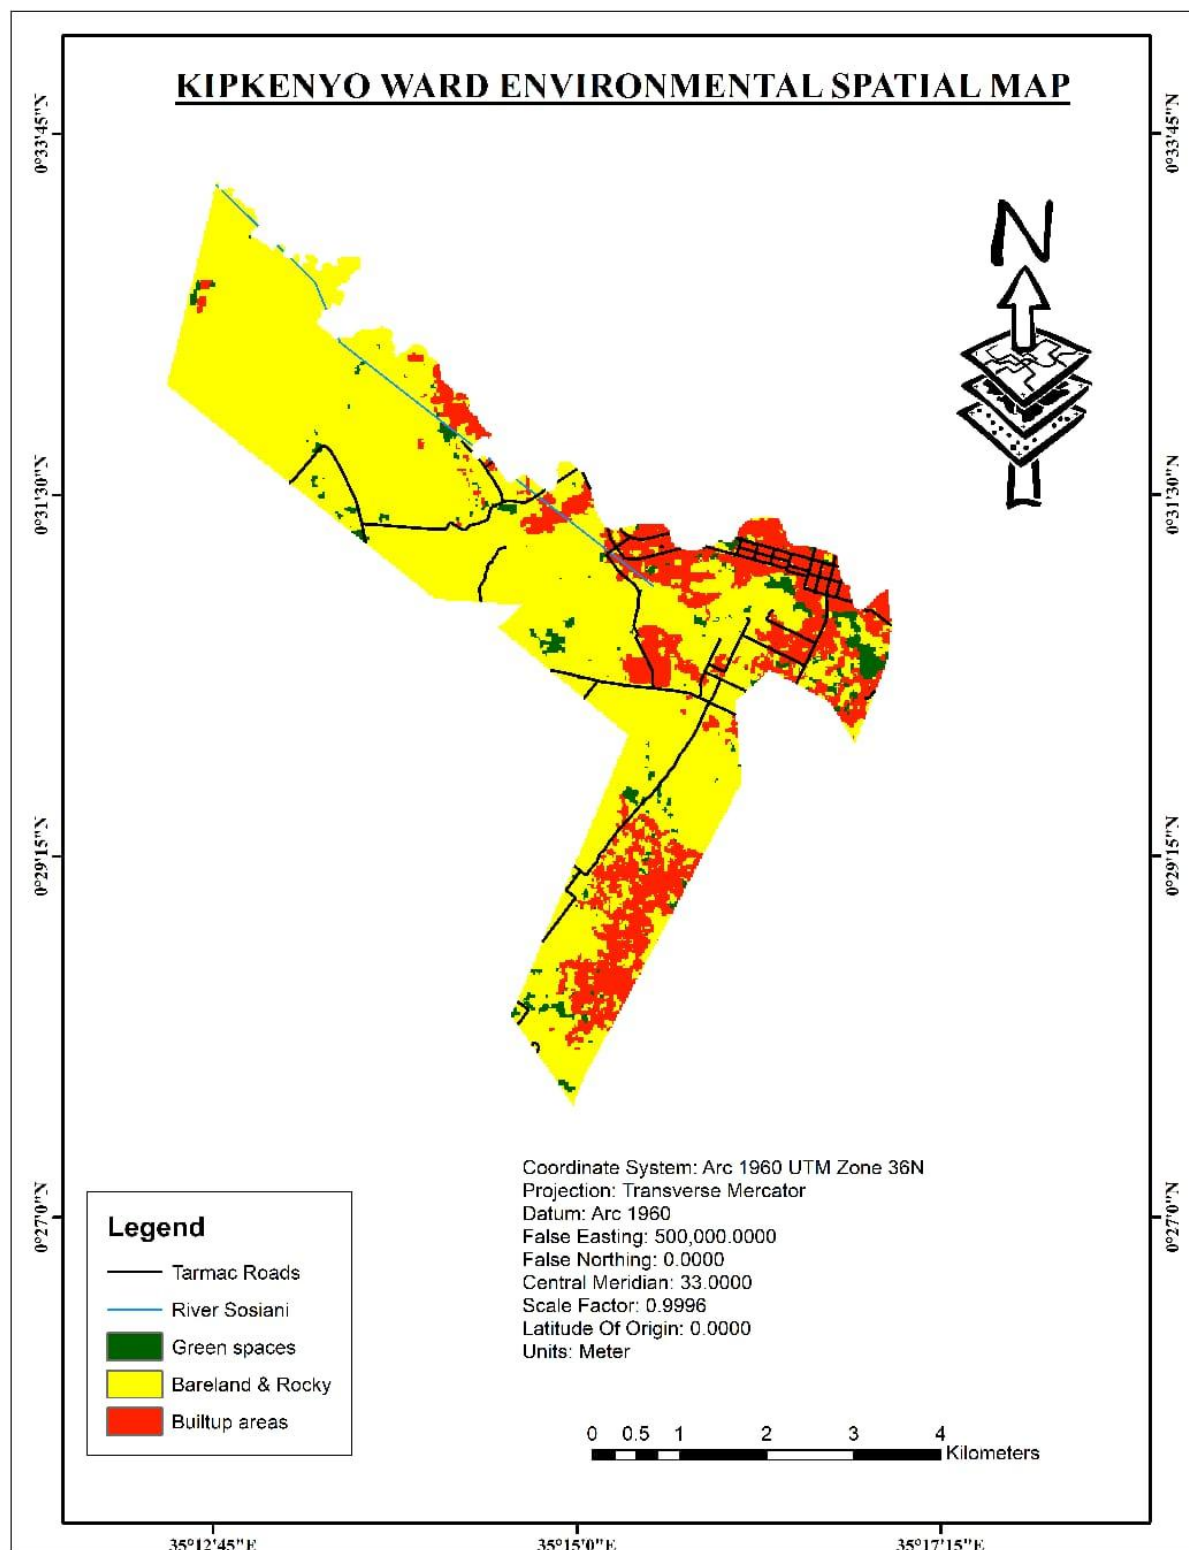 KIPKENYO WARD ENVIRONMENTAL SPATIAL MAP
0°33'45"N
0°33'45"N
N
0°31'30"N
0°31'30"N
0°29'15"N
0°29'15"N
0°27'0"N
0°27'0"N
Coordinate System: Arc 1960 UTM Zone 36N
Projection: Transverse Mercator
Datum: Arc 1960
False Easting: 500,000.0000
False Northing: 0.0000
Central Meridian: 33.0000
Scale Factor: 0.9996
Latitude Of Origin: 0.0000
Units: Meter
Legend
Tarmac Roads
River Sosiani
Green spaces
Bareland & Rocky
Builtup areas
0 0.5 1 2 3 4
Kilometers
35°12'45"E
35°15'0"E
35°17'15"E